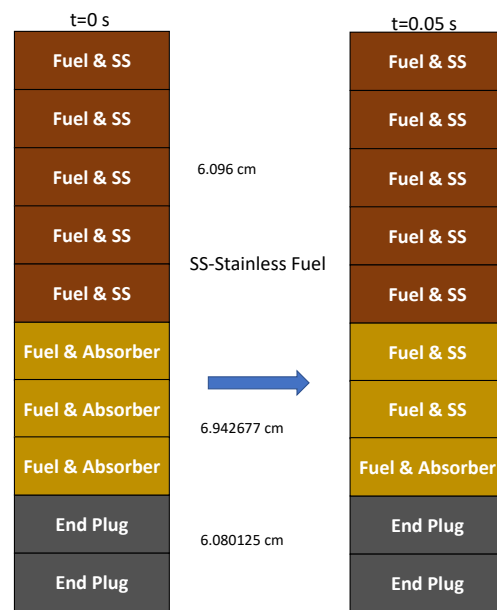 t=0 s
Fuel & SS
Fuel & SS
Fuel & SS
Fuel & SS
Fuel & SS
Fuel & Absorber
Fuel & Absorber
Fuel & Absorber
End Plug
End Plug
6.096 cm
SS-Stainless Fuel
6.942677 cm
6.080125 cm
t=0.05 s
Fuel & SS
Fuel & SS
Fuel & SS
Fuel & SS
Fuel & SS
Fuel & SS
Fuel & SS
Fuel & Absorber
End Plug
End Plug